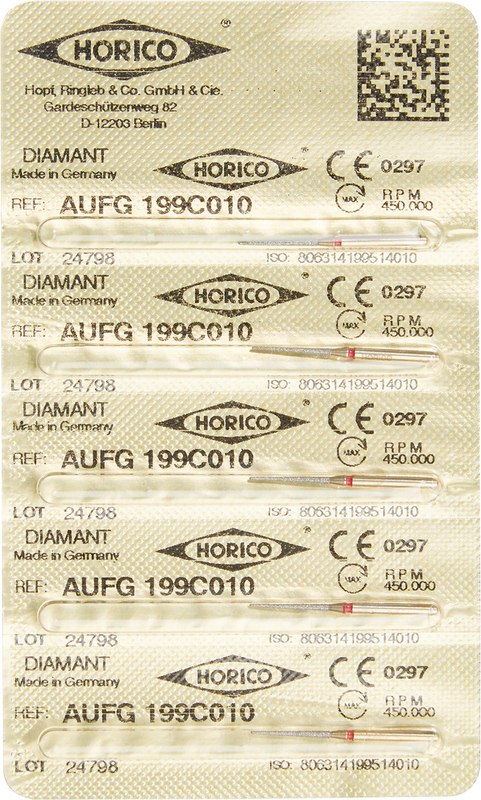 HORICO ®
Hopf, Ringleb & Co. GmbH & Cie.
Gardeschützenweg 82
D-12203 Berlin
DIAMANT HORICO ® CE 0297
Made in Germany
REF: AUFG 199C010 MAX RPM 450.000
LOT 24798 ISO: 806314199514010
DIAMANT HORICO ® CE 0297
Made in Germany
REF: AUFG 199C010 MAX RPM 450.000
LOT 24798 ISO: 806314199514010
DIAMANT HORICO ® CE 0297
Made in Germany
REF: AUFG 199C010 MAX RPM 450.000
LOT 24798 ISO: 806314199514010
DIAMANT HORICO ® CE 0297
Made in Germany
REF: AUFG 199C010 MAX RPM 450.000
LOT 24798 ISO: 806314199514010
DIAMANT HORICO ® CE 0297
Made in Germany
REF: AUFG 199C010 MAX RPM 450.000
LOT 24798 ISO: 806314199514010